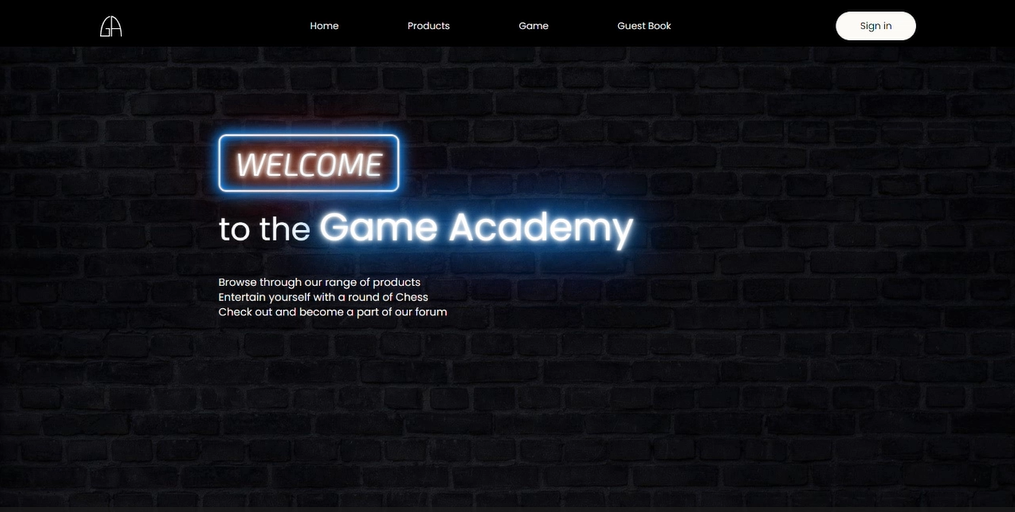 GA
Home Products Game Guest Book Sign in
WELCOME
to the Game Academy
Browse through our range of products
Entertain yourself with a round of Chess
Check out and become a part of our forum